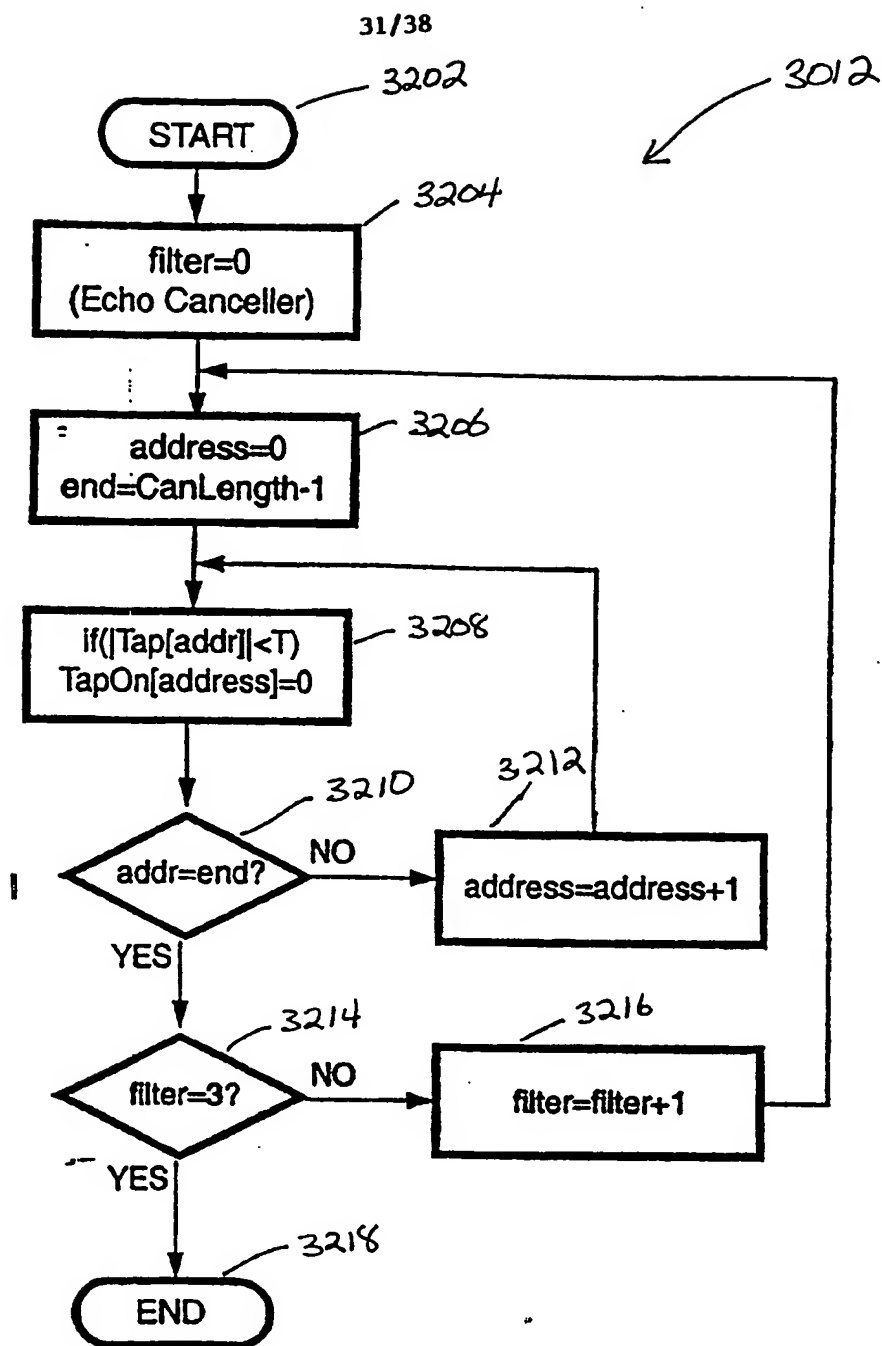 31/38
3202
3012
START
3204
filter=0
(Echo Canceller)
3206
address=0
end=CanLength-1
3208
if(|Tap[addr]|<T)
TapOn[address]=0
3210
3212
addr=end?
NO
address=address+1
YES
3214
3216
filter=3?
NO
filter=filter+1
YES
3218
END